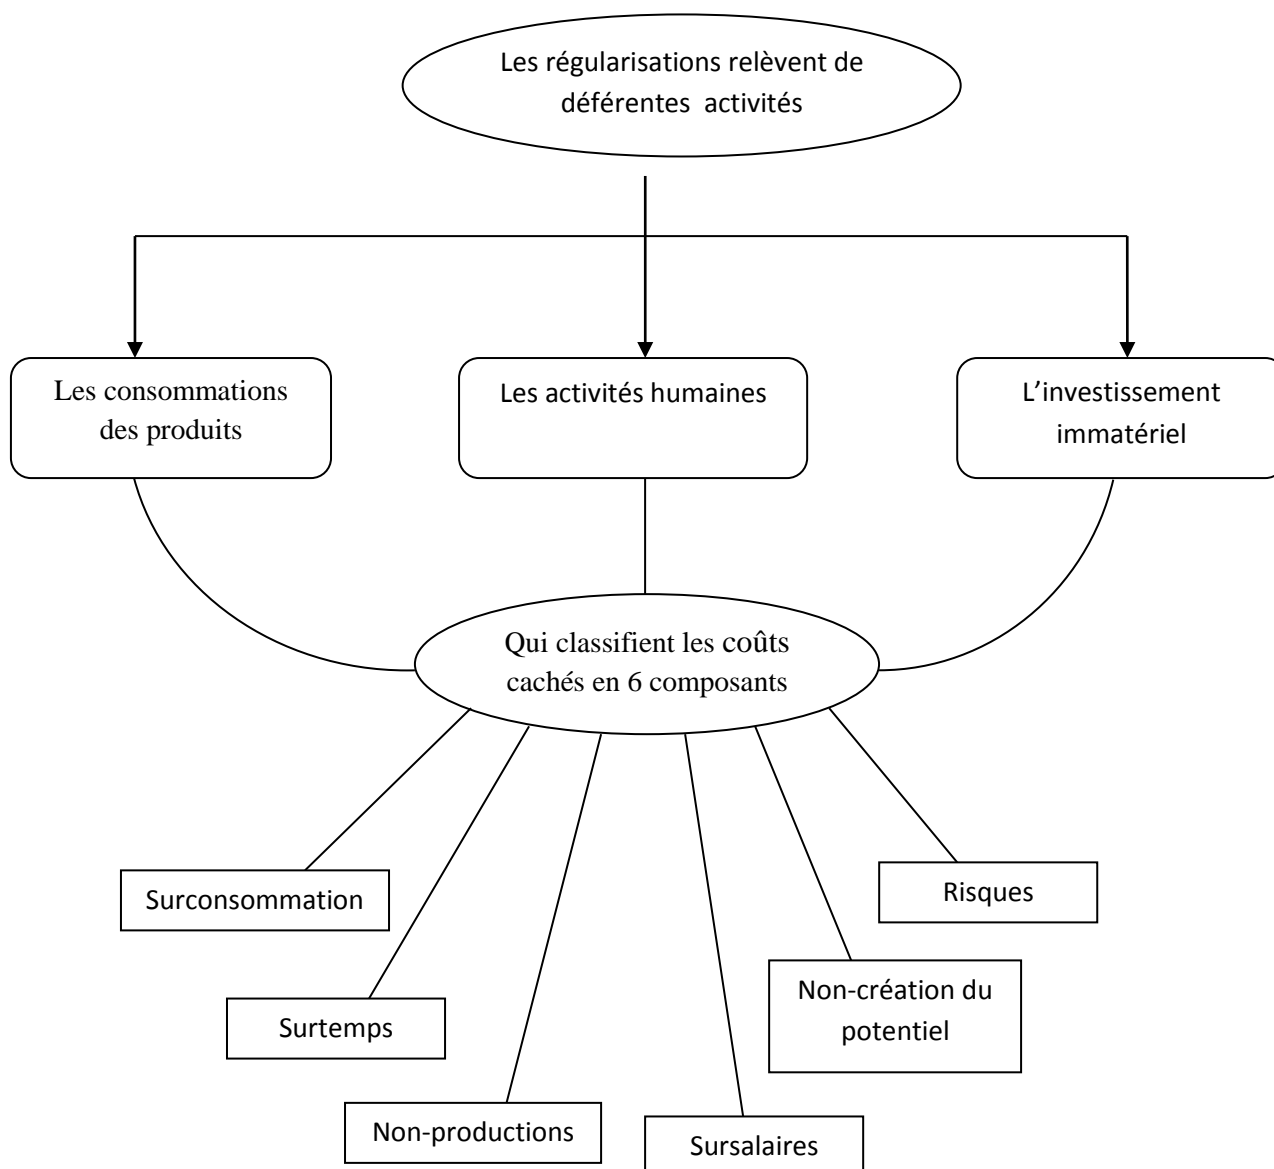 Les régularisations relèvent de
déférentes activités
Les consommations
des produits
Les activités humaines
L’investissement
immatériel
Qui classifient les coûts
cachés en 6 composants
Surconsommation
Risques
Surtemps
Non-création du
potentiel
Non-productions
Sursalaires